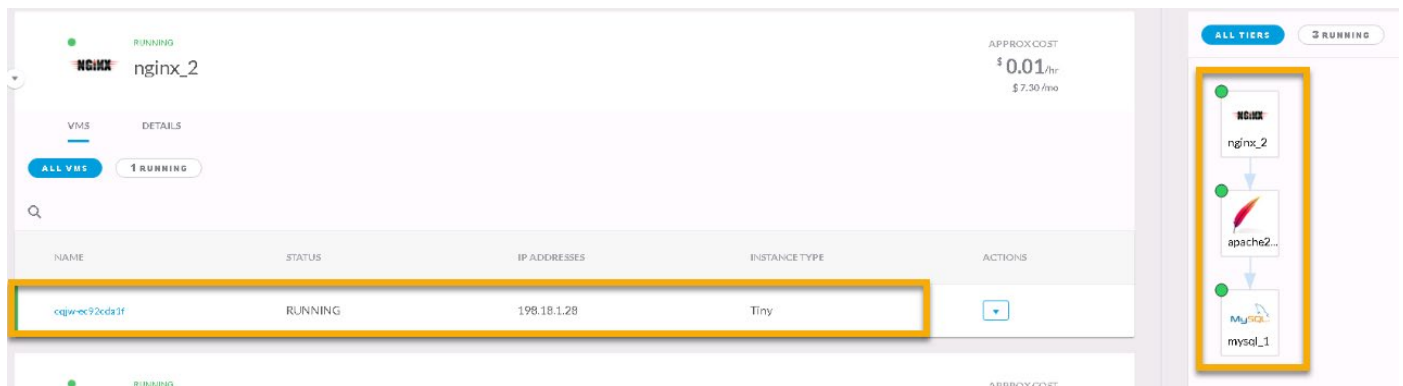 RUNNING
NGINX nginx_2
APPROX COST
$ 0.01/hr
$ 7.30 /mo
VMS DETAILS
ALL VMS 1 RUNNING
NAME STATUS IP ADDRESSES INSTANCE TYPE ACTIONS
cqjw-ec92cda1f RUNNING 198.18.1.28 Tiny
RUNNING APPROX COST
ALL TIERS 3 RUNNING
NGINX
nginx_2
apache2...
MySQL
mysql_1